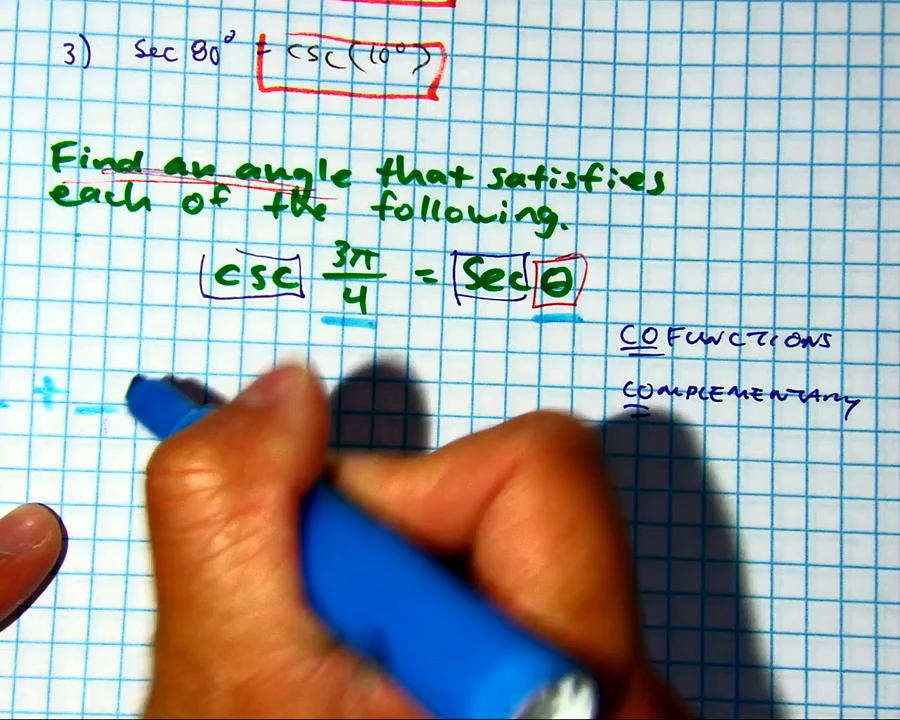 3) sec 80° = csc(10°)
Find an angle that satisfies
each of the following.
csc 3π/4 = sec θ
COFUNCTIONS
COMPLEMENTARY
+